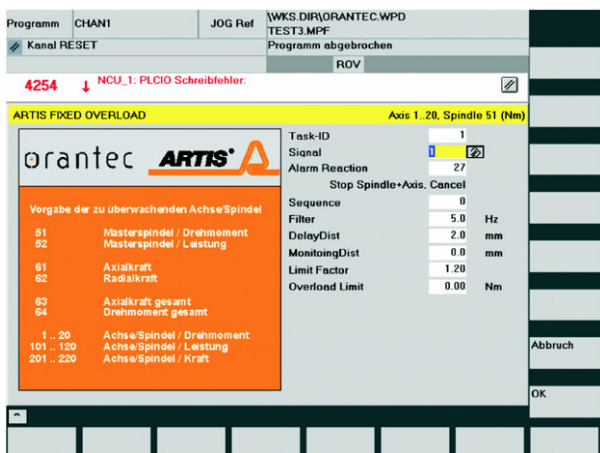 Programm CHAN1 JOG Ref \WKS.DIR\ORANTEC.WPD
TEST3.MPF
Kanal RESET Programm abgebrochen
ROV
4254 ↓ NCU_1: PLCIO Schreibfehler:
ARTIS FIXED OVERLOAD Axis 1..20, Spindle 51 (Nm)
orantec ARTIS
Vorgabe der zu überwachenden Achse/Spindel
51 Masterspindel / Drehmoment
52 Masterspindel / Leistung
61 Axialkraft
62 Radialkraft
63 Axialkraft gesamt
64 Drehmoment gesamt
1 .. 20 Achse/Spindel / Drehmoment
101 .. 120 Achse/Spindel / Leistung
201 .. 220 Achse/Spindel / Kraft
Task-ID 1
Signal 1
Alarm Reaction 27
Stop Spindle+Axis, Cancel
Sequence 0
Filter 5.0 Hz
DelayDist 2.0 mm
MonitoingDist 0.0 mm
Limit Factor 1.20
Overload Limit 0.00 Nm
Abbruch
OK